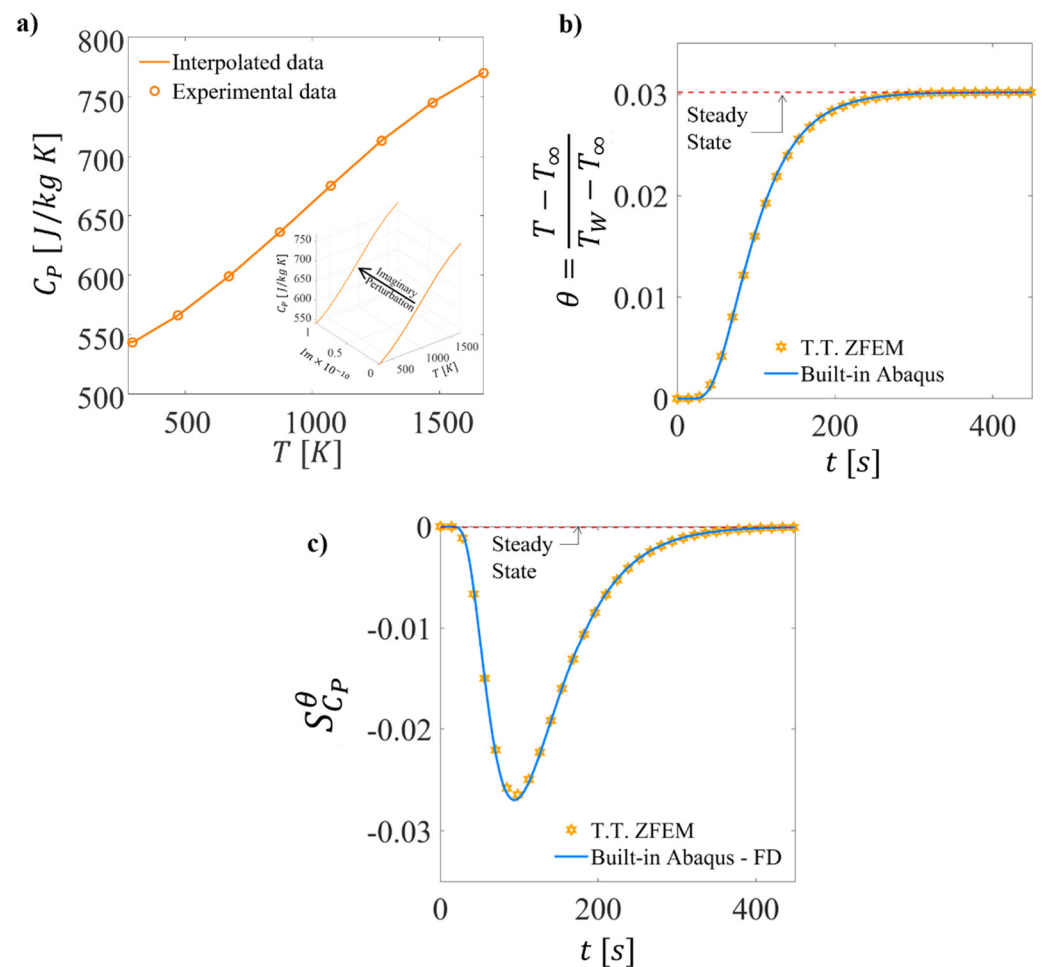 a)
800
750
700
650
600
550
500
C_P [J/kg K]
Interpolated data
Experimental data
500
1000
1500
T [K]
750
700
650
600
550
C_P [J/kg K]
Imaginary
Perturbation
1
0.5
0
Im × 10⁻¹⁰
500
1000
1500
T [K]
b)
0.03
0.02
0.01
0
θ = (T − T_∞) / (T_W − T_∞)
Steady
State
T.T. ZFEM
Built-in Abaqus
0
200
400
t [s]
c)
0
-0.01
-0.02
-0.03
S^θ_{C_P}
Steady
State
T.T. ZFEM
Built-in Abaqus - FD
0
200
400
t [s]